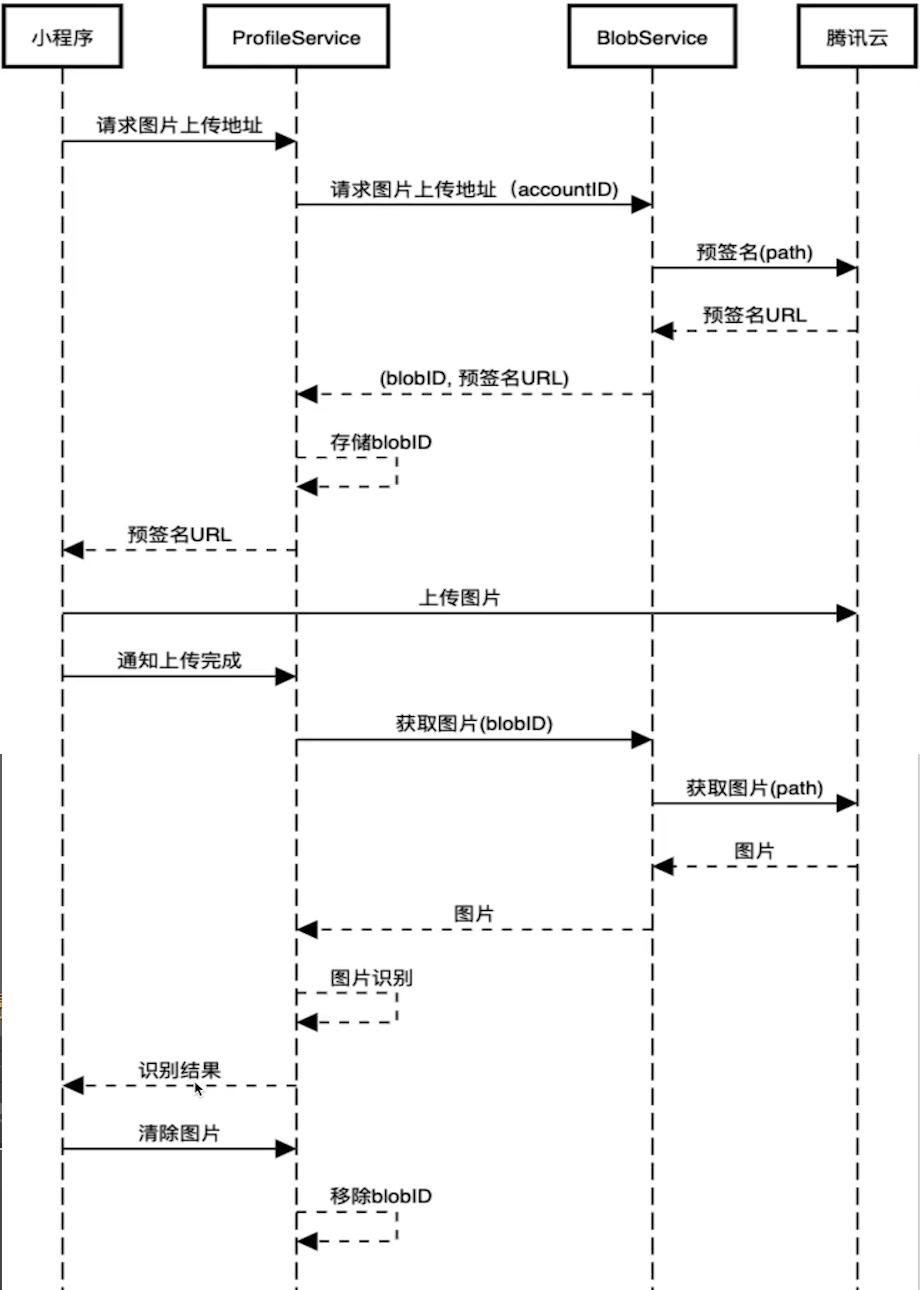 小程序
ProfileService
BlobService
腾讯云
请求图片上传地址
请求图片上传地址（accountID)
预签名(path)
预签名URL
(blobID, 预签名URL)
存储blobID
预签名URL
上传图片
通知上传完成
获取图片(blobID)
获取图片(path)
图片
图片
图片识别
识别结果
清除图片
移除blobID